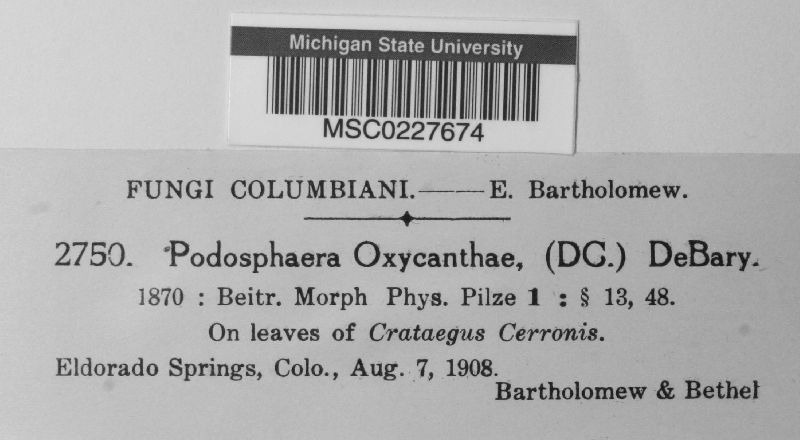 Michigan State University
MSC0227674
FUNGI COLUMBIANI.——E. Bartholomew.
2750. Podosphaera Oxycanthae, (DC.) DeBary.
1870 : Beitr. Morph Phys. Pilze 1 : § 13, 48.
On leaves of Crataegus Cerronis.
Eldorado Springs, Colo., Aug. 7, 1908.
Bartholomew & Bethel